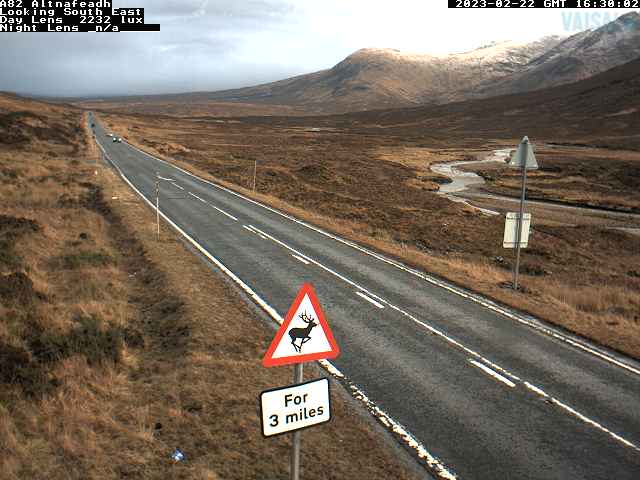 A82 Altnafeadh
Looking South East
Day Lens 2232 lux
Night Lens n/a
2023-02-22 GMT 16:30:02
VAISALA
For
3 miles